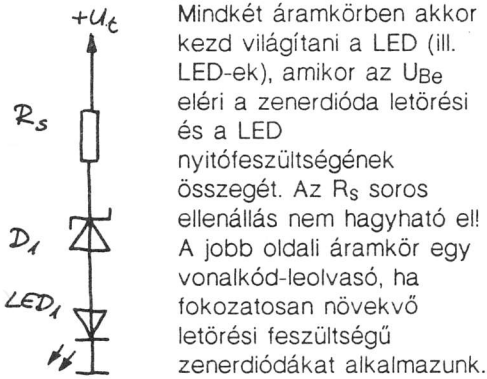 +Ut
Rs
D1
LED1
Mindkét áramkörben akkor
kezd világítani a LED (ill.
LED-ek), amikor az UBe
eléri a zenerdióda letörési
és a LED
nyitófeszültségének
összegét. Az Rs soros
ellenállás nem hagyható el!
A jobb oldali áramkör egy
vonalkód-leolvasó, ha
fokozatosan növekvő
letörési feszültségű
zenerdiódákat alkalmazunk.